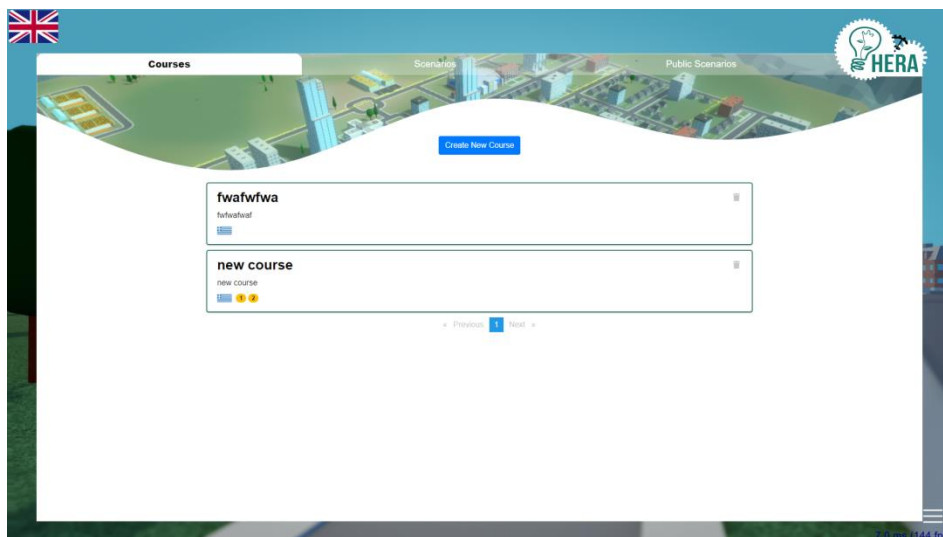 Courses
Scenarios
Public Scenarios
HERA
Create New Course
fwafwfwa
fwfwafwaf
new course
new course
1 2
« Previous 1 Next »